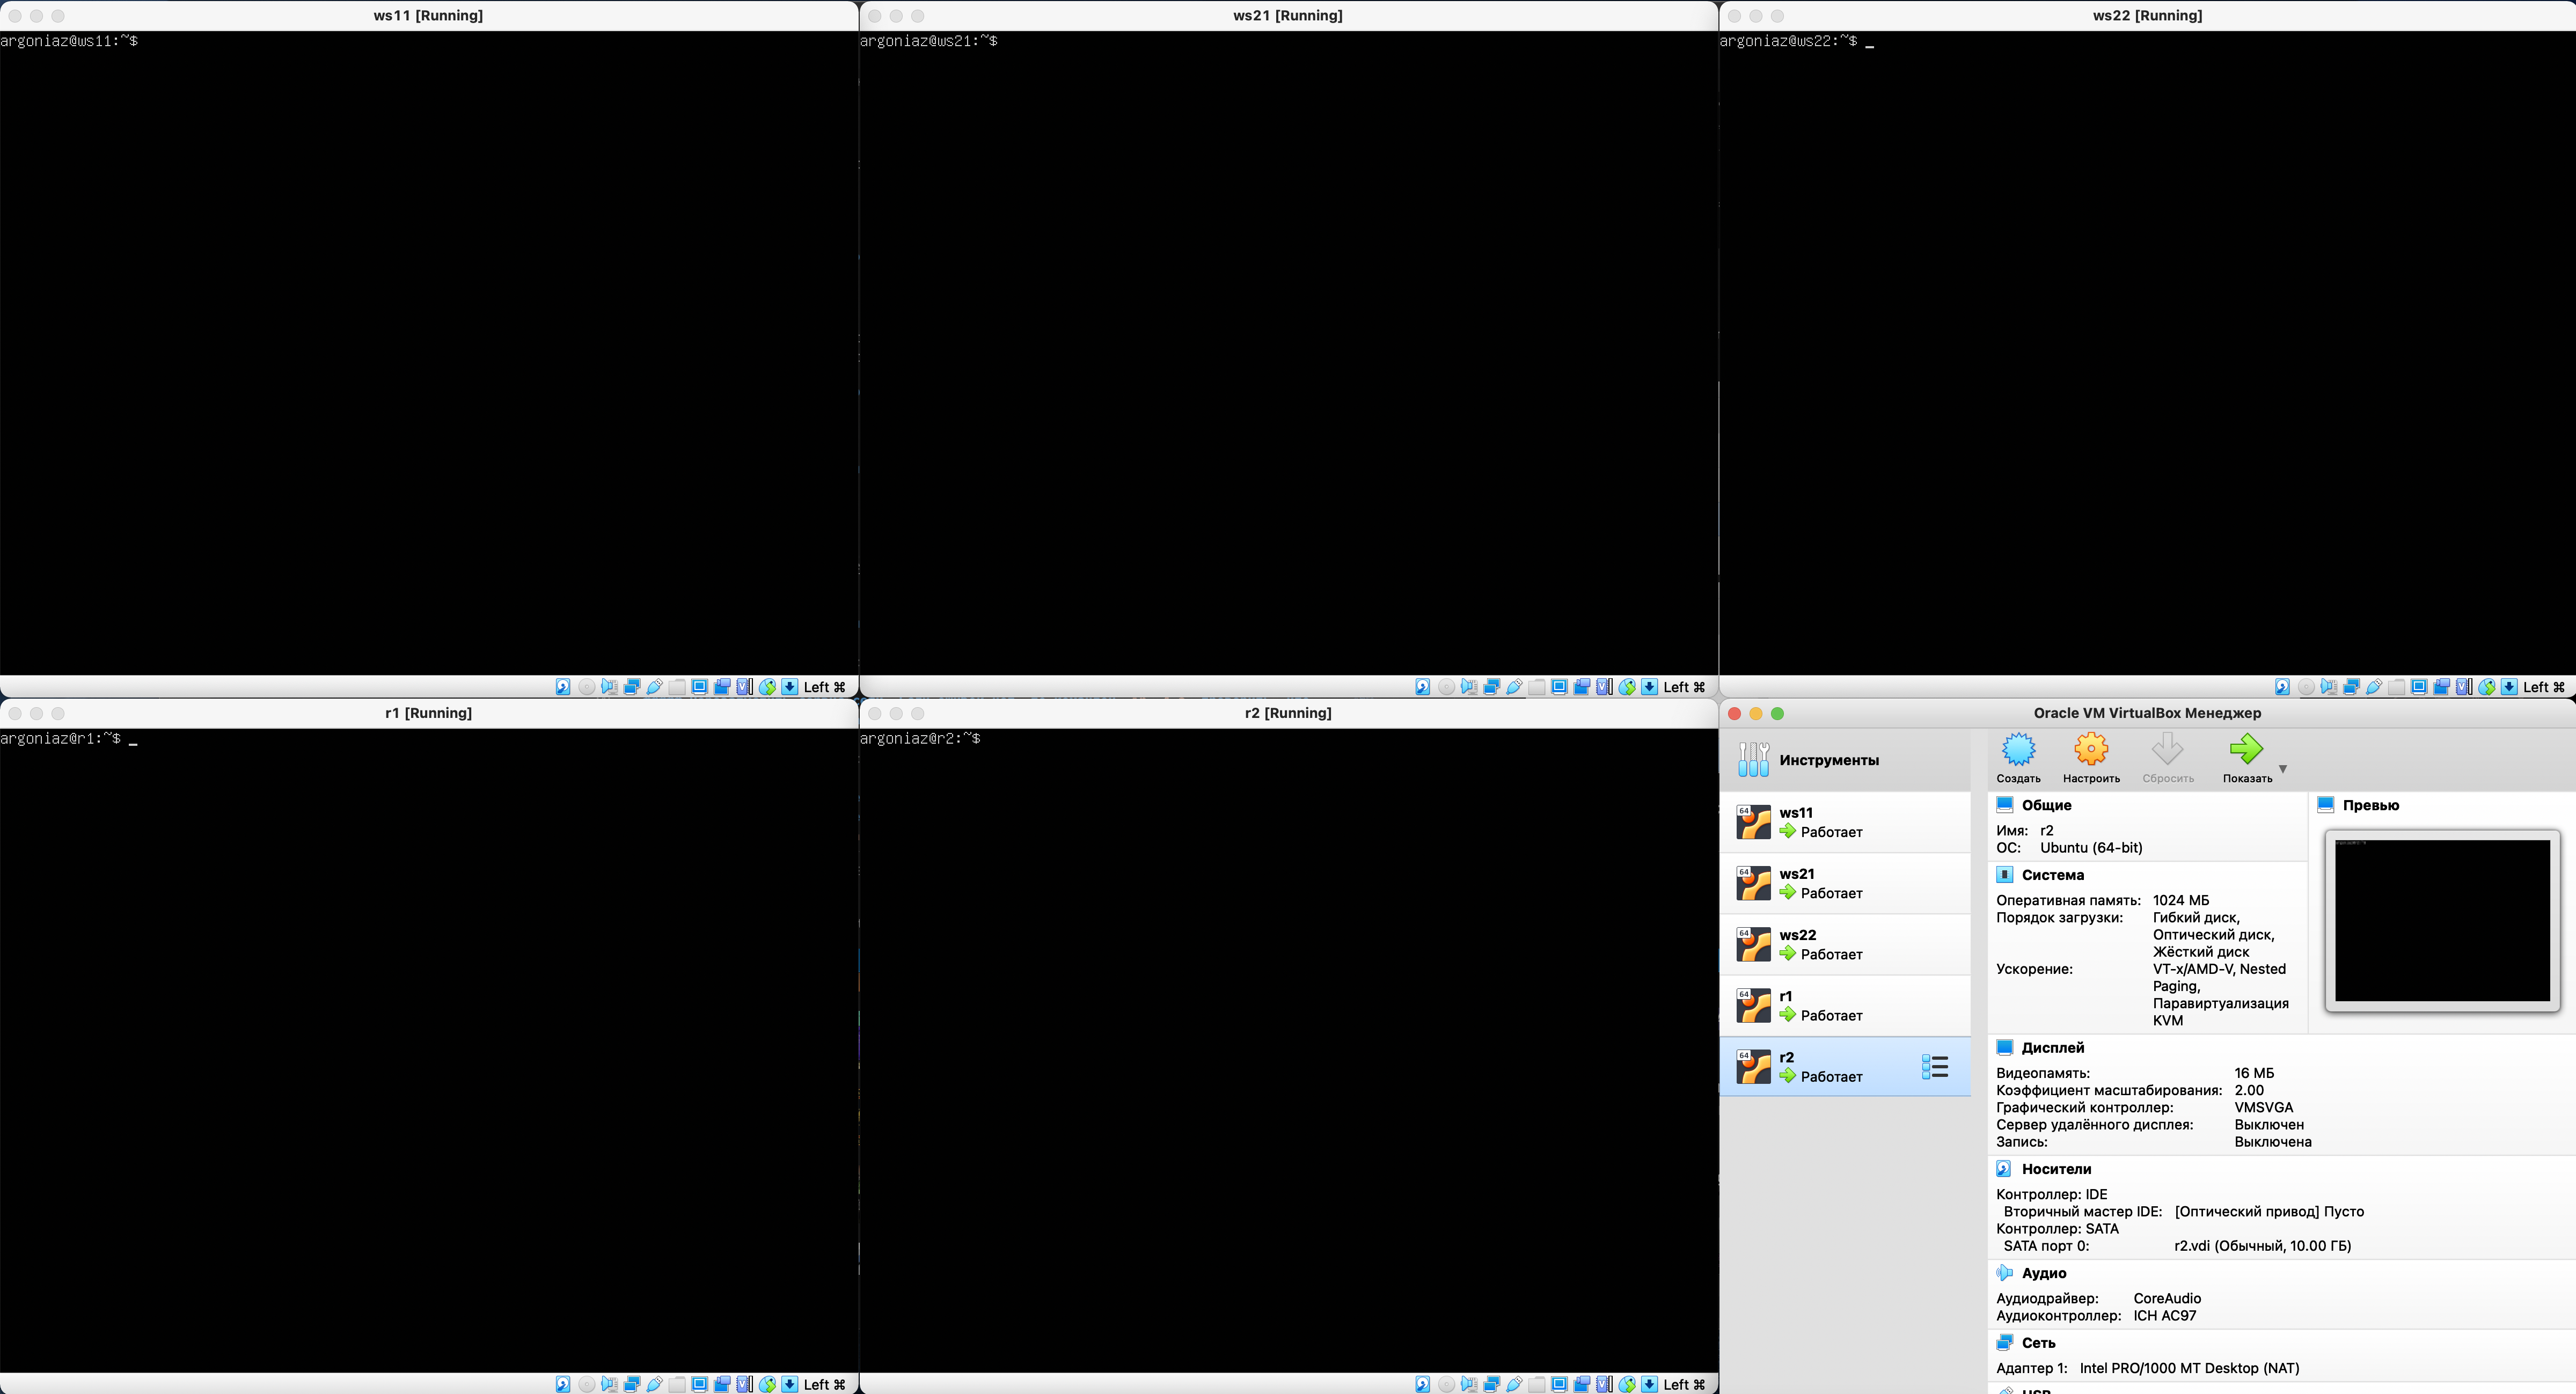 ws11 [Running]
argoniaz@ws11:~$
Left ⌘
ws21 [Running]
argoniaz@ws21:~$
Left ⌘
ws22 [Running]
argoniaz@ws22:~$ _
Left ⌘
r1 [Running]
argoniaz@r1:~$ _
Left ⌘
r2 [Running]
argoniaz@r2:~$
Left ⌘
Oracle VM VirtualBox Менеджер
Инструменты
Создать
Настроить
Сбросить
Показать
64
ws11
Работает
64
ws21
Работает
64
ws22
Работает
64
r1
Работает
64
r2
Работает
Общие
Имя: r2
ОС: Ubuntu (64-bit)
Превью
Система
Оперативная память: 1024 МБ
Порядок загрузки: Гибкий диск,
Оптический диск,
Жёсткий диск
Ускорение: VT-x/AMD-V, Nested
Paging,
Паравиртуализация
KVM
Дисплей
Видеопамять: 16 МБ
Коэффициент масштабирования: 2.00
Графический контроллер: VMSVGA
Сервер удалённого дисплея: Выключен
Запись: Выключена
Носители
Контроллер: IDE
Вторичный мастер IDE: [Оптический привод] Пусто
Контроллер: SATA
SATA порт 0: r2.vdi (Обычный, 10.00 ГБ)
Аудио
Аудиодрайвер: CoreAudio
Аудиоконтроллер: ICH AC97
Сеть
Адаптер 1: Intel PRO/1000 MT Desktop (NAT)